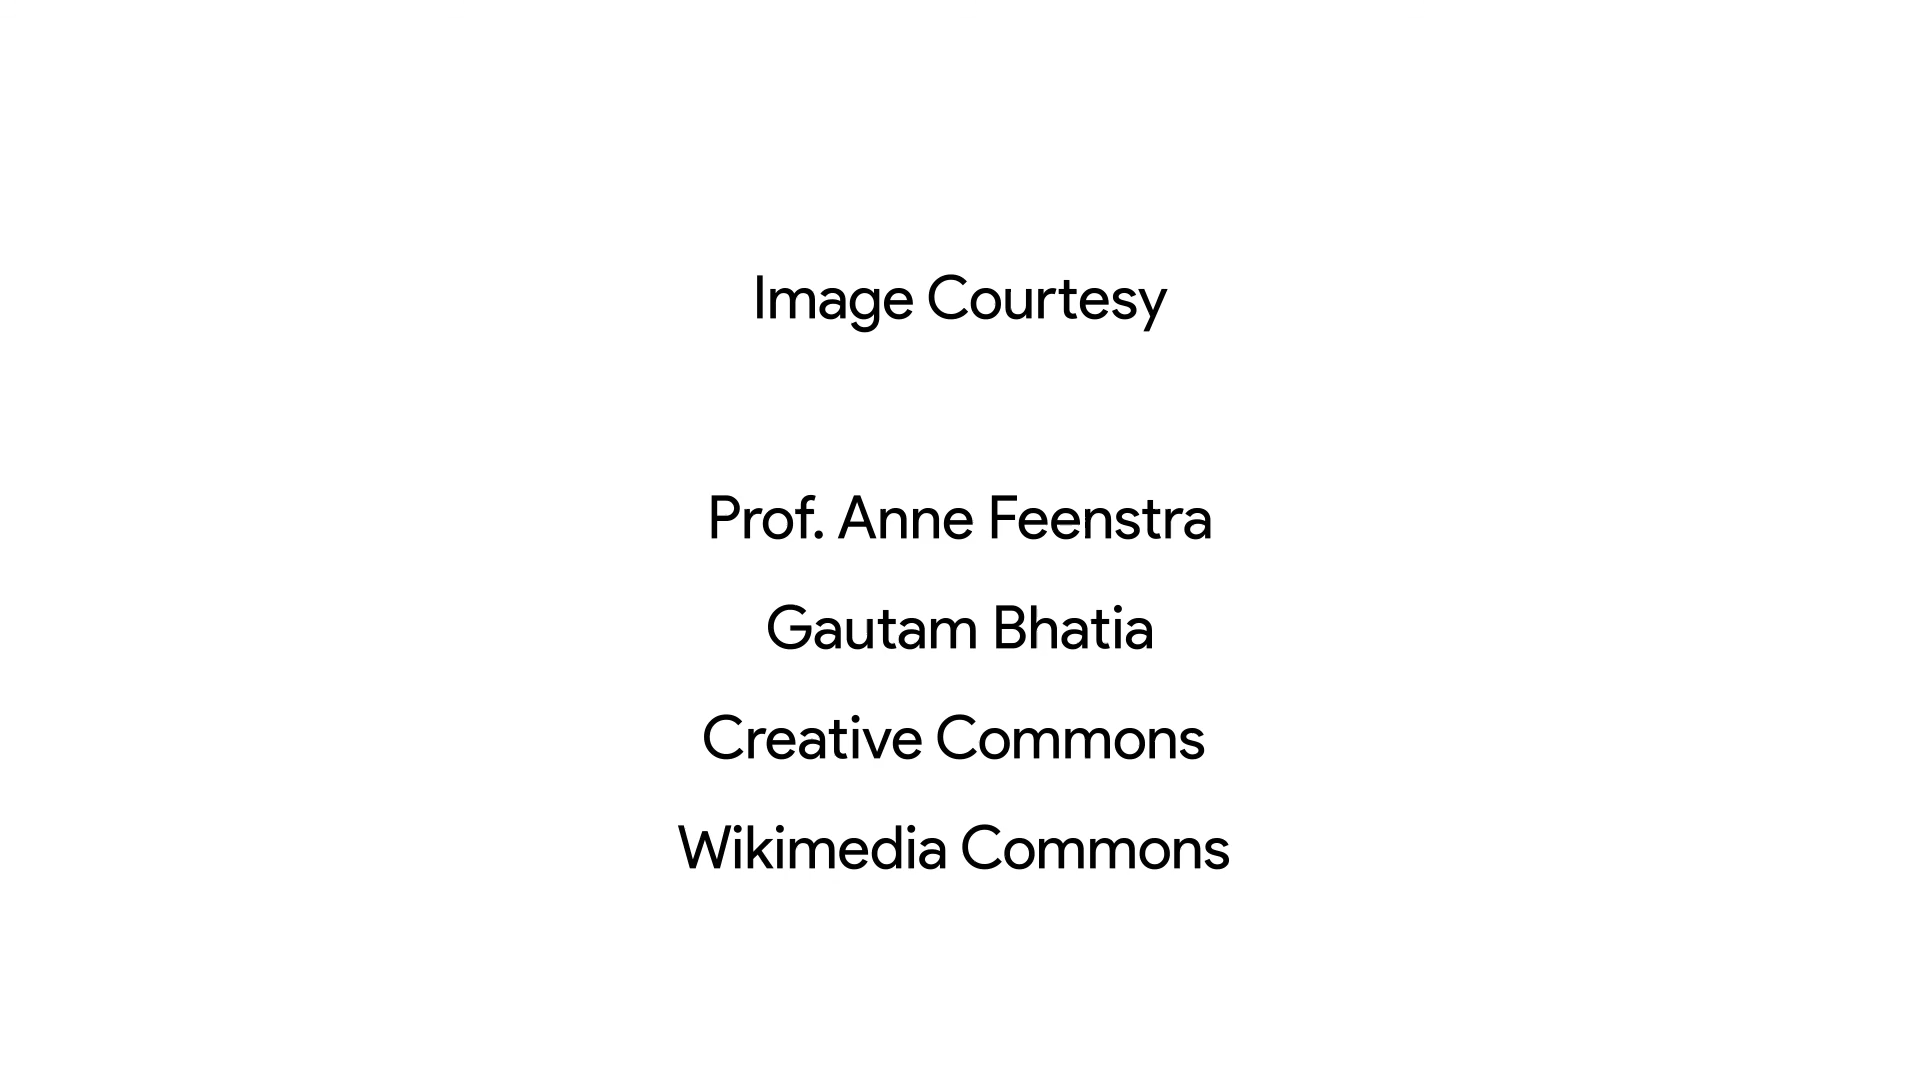 Image Courtesy
Prof. Anne Feenstra
Gautam Bhatia
Creative Commons
Wikimedia Commons